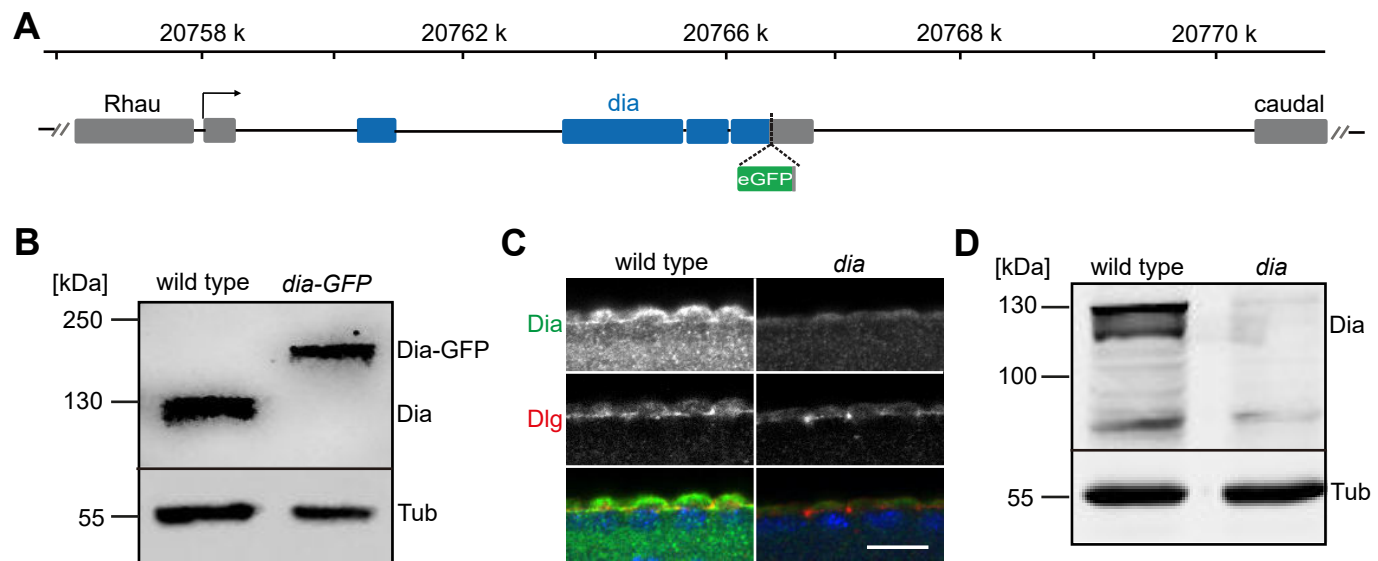 A
20758 k 20762 k 20766 k 20768 k 20770 k
Rhau dia caudal
eGFP
B
[kDa] wild type dia-GFP
250
Dia-GFP
130
Dia
55 Tub
C
wild type dia
Dia
Dlg
D
[kDa] wild type dia
130 Dia
100
55 Tub